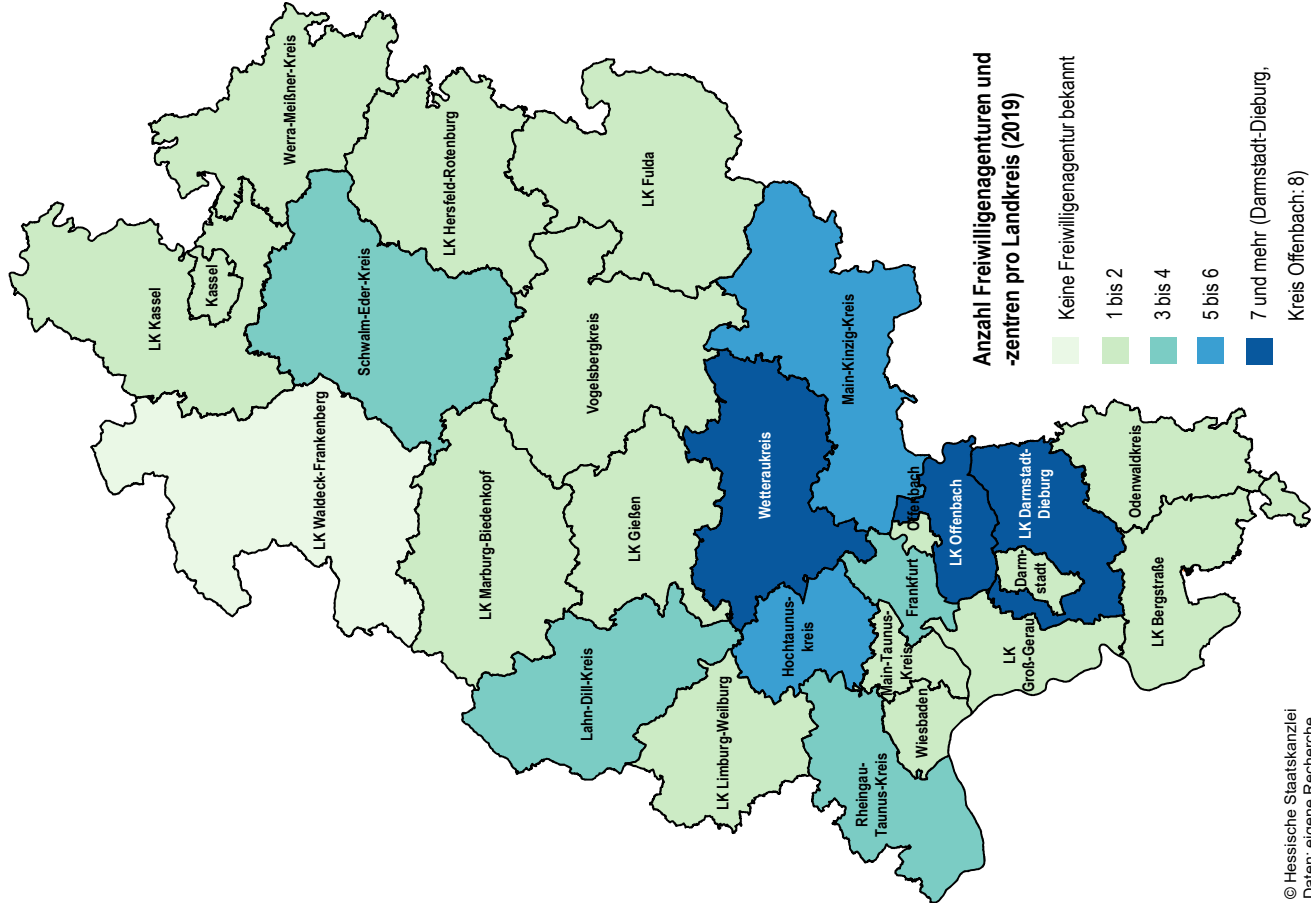 LK Kassel
Kassel
Werra-Meißner-Kreis
LK Waldeck-Frankenberg
Schwalm-Eder-Kreis
LK Hersfeld-Rotenburg
LK Marburg-Biedenkopf
Vogelsbergkreis
LK Fulda
Lahn-Dill-Kreis
LK Gießen
LK Limburg-Weilburg
Hochtaunus-
kreis
Wetteraukreis
Main-Kinzig-Kreis
Rheingau-
Taunus-Kreis
Main-Taunus-
Kreis
Frankfurt
Offenbach
Wiesbaden
LK Offenbach
LK
Groß-Gerau
Darm-
stadt
LK Darmstadt-
Dieburg
LK Bergstraße
Odenwaldkreis
Anzahl Freiwilligenagenturen und
-zentren pro Landkreis (2019)
Keine Freiwilligenagentur bekannt
1 bis 2
3 bis 4
5 bis 6
7 und mehr (Darmstadt-Dieburg,
Kreis Offenbach: 8)
© Hessische Staatskanzlei
Daten: eigene Recherche